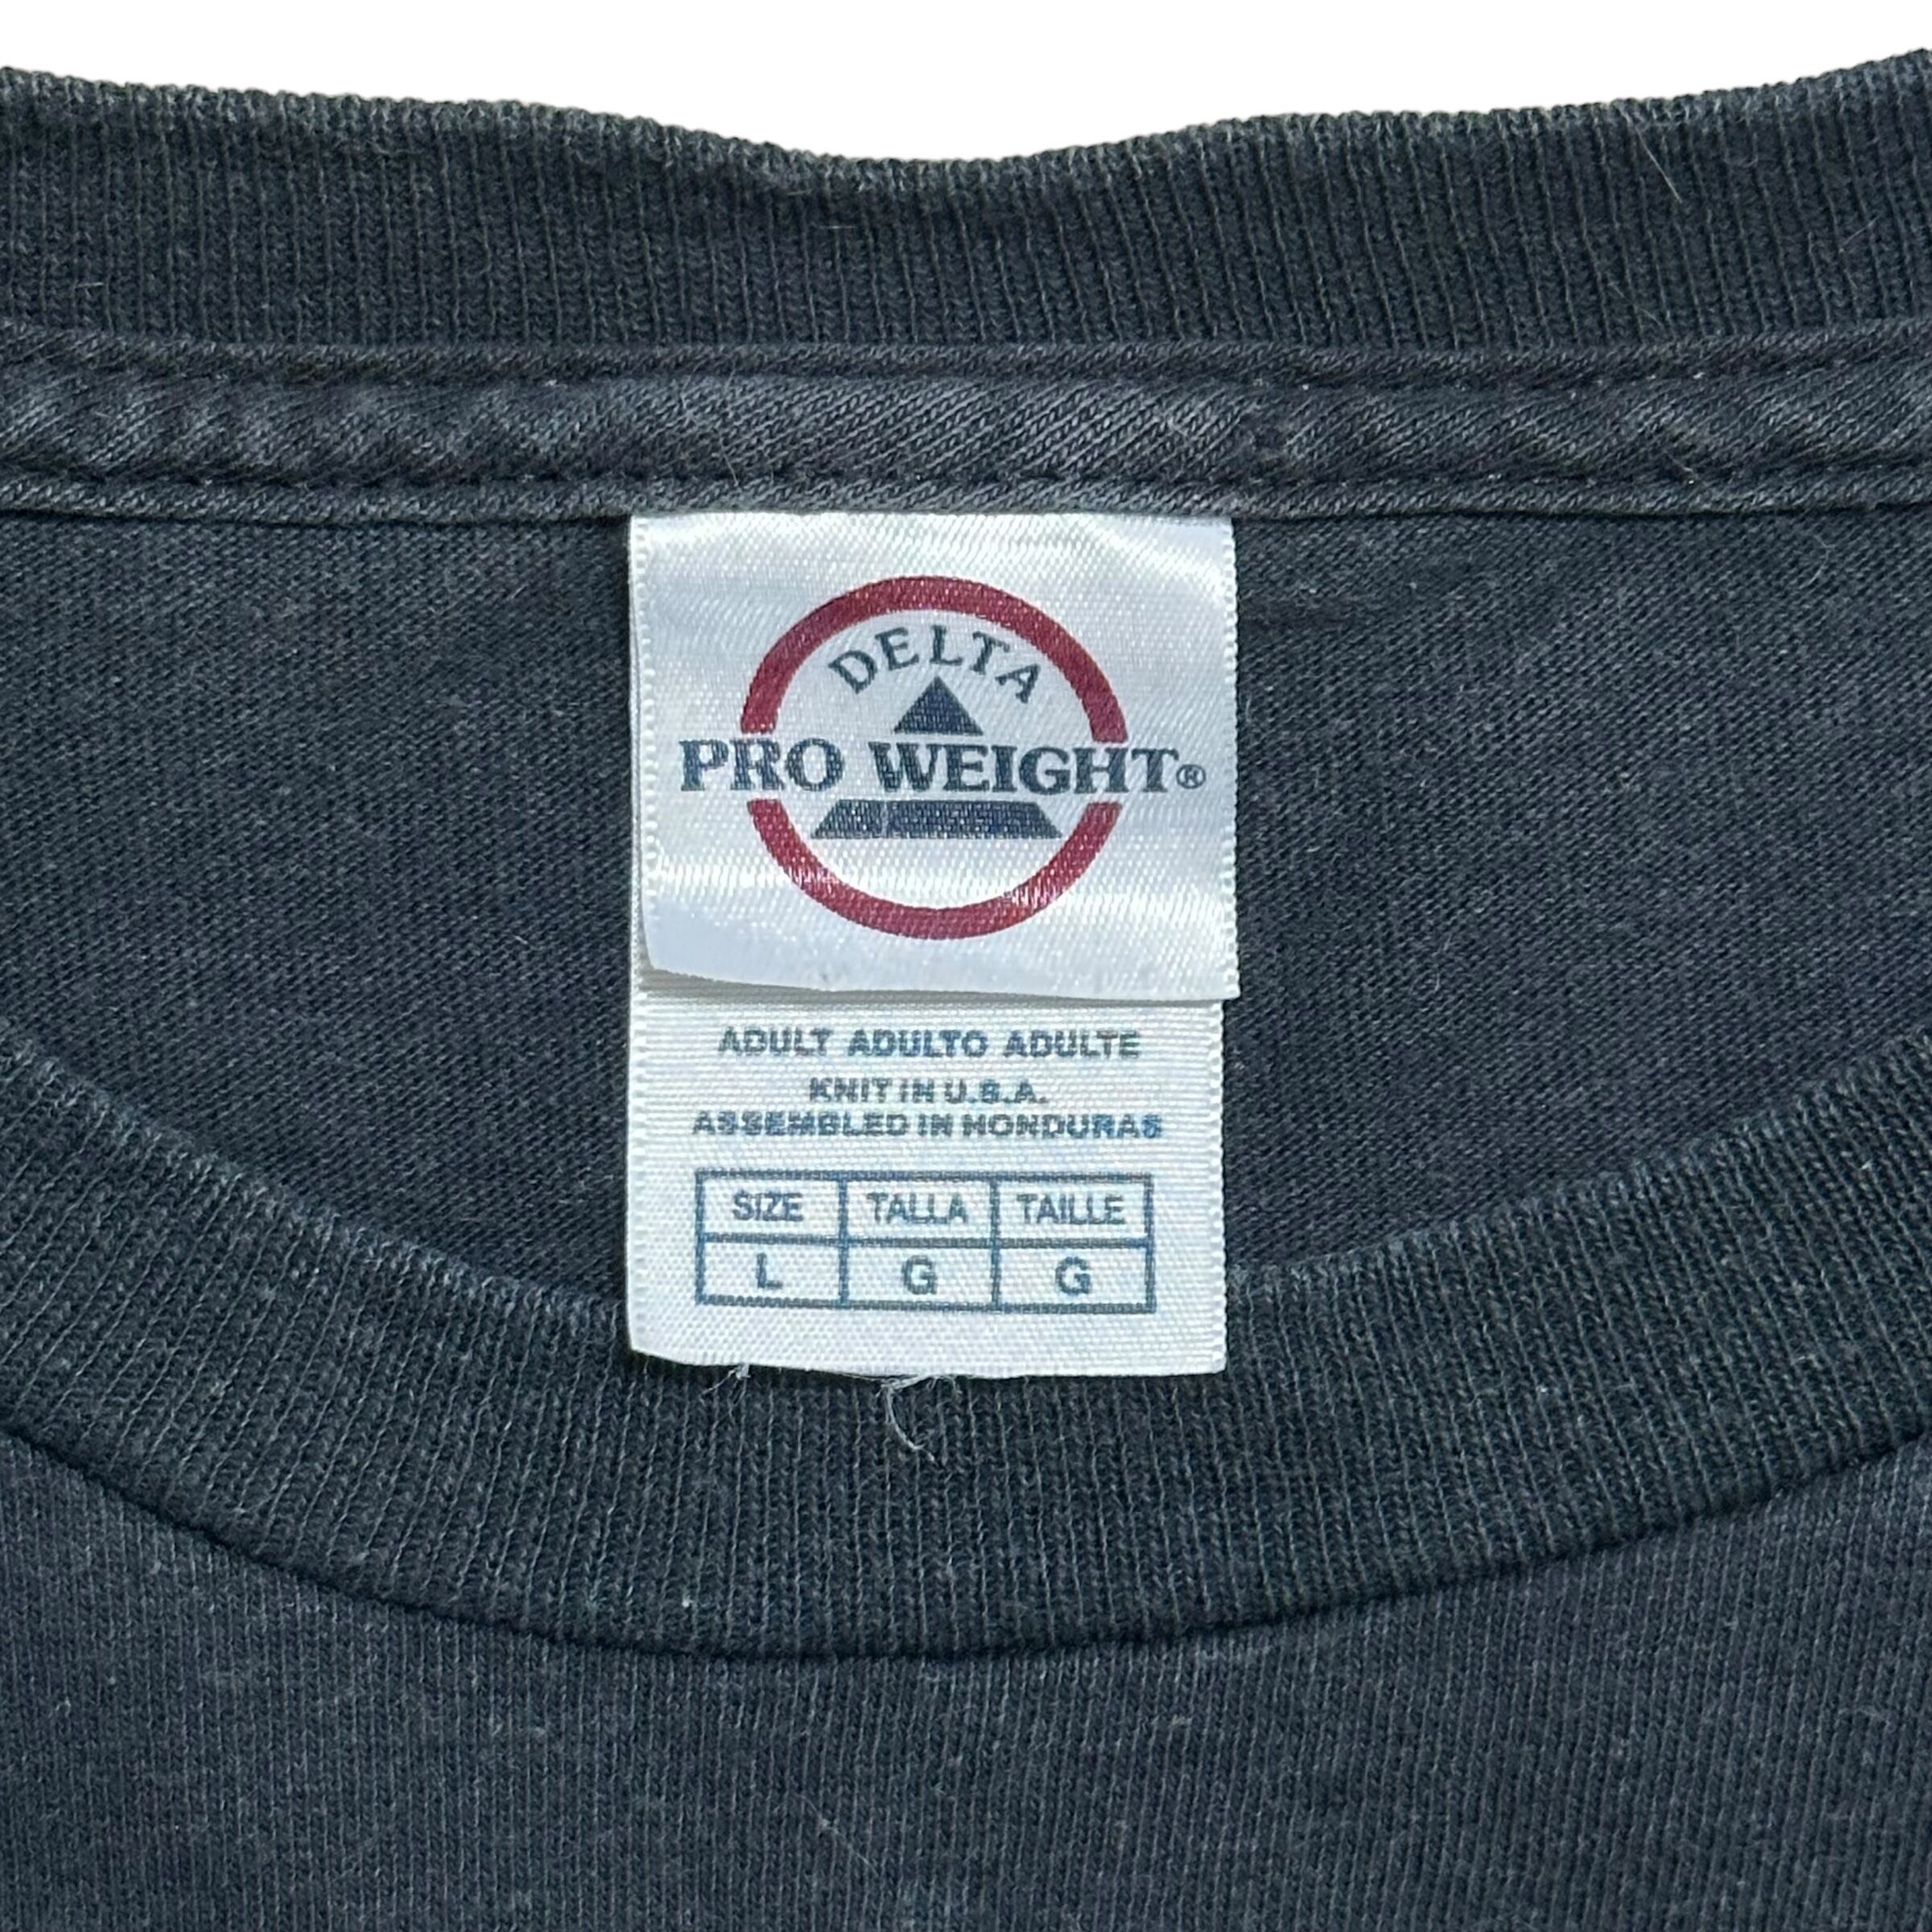 DELTA
PRO WEIGHT®
ADULT ADULTO ADULTE
KNIT IN U.S.A.
ASSEMBLED IN HONDURAS
SIZE TALLA TAILLE
L G G